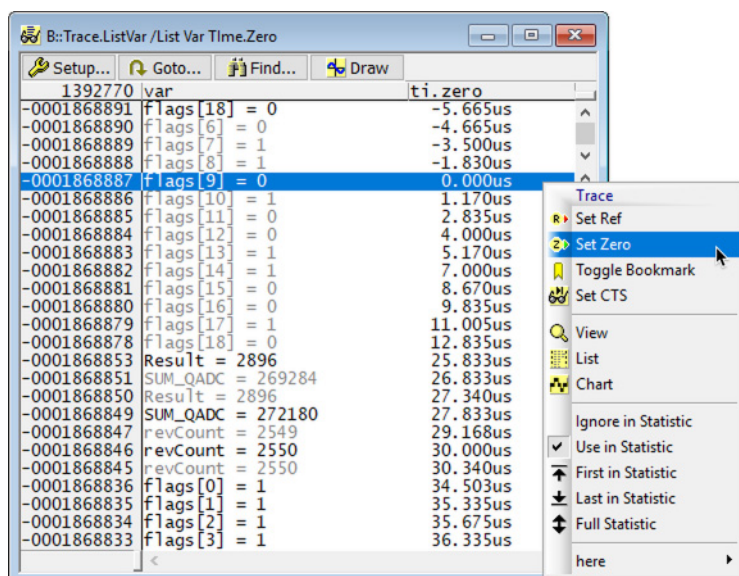 B::Trace.ListVar /List Var TIme.Zero
Setup... Goto... Find... Draw
1392770 var ti.zero
-0001868891 flags[18] = 0 -5.665us
-0001868890 flags[6] = 0 -4.665us
-0001868889 flags[7] = 1 -3.500us
-0001868888 flags[8] = 1 -1.830us
-0001868887 flags[9] = 0 0.000us
-0001868886 flags[10] = 1 1.170us
-0001868885 flags[11] = 0 2.835us
-0001868884 flags[12] = 0 4.000us
-0001868883 flags[13] = 1 5.170us
-0001868882 flags[14] = 1 7.000us
-0001868881 flags[15] = 0 8.670us
-0001868880 flags[16] = 0 9.835us
-0001868879 flags[17] = 1 11.005us
-0001868878 flags[18] = 0 12.835us
-0001868853 Result = 2896 25.833us
-0001868851 SUM_QADC = 269284 26.833us
-0001868850 Result = 2896 27.340us
-0001868849 SUM_QADC = 272180 27.833us
-0001868847 revCount = 2549 29.168us
-0001868846 revCount = 2550 30.000us
-0001868845 revCount = 2550 30.340us
-0001868836 flags[0] = 1 34.503us
-0001868835 flags[1] = 1 35.335us
-0001868834 flags[2] = 1 35.675us
-0001868833 flags[3] = 1 36.335us
Trace
Set Ref
Set Zero
Toggle Bookmark
Set CTS
View
List
Chart
Ignore in Statistic
Use in Statistic
First in Statistic
Last in Statistic
Full Statistic
here